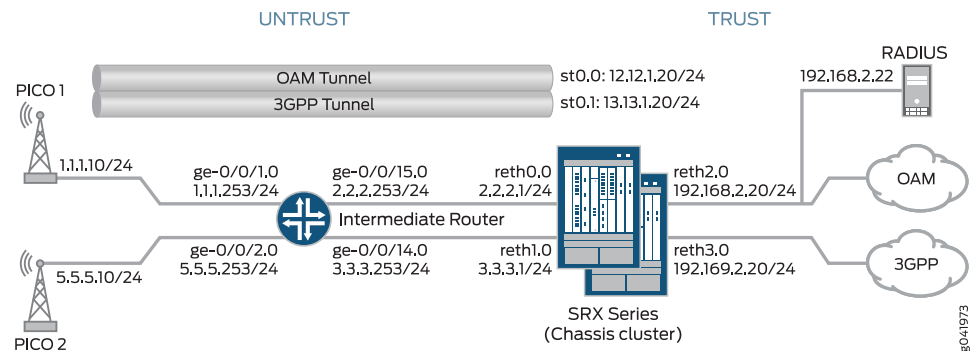 UNTRUST
TRUST
RADIUS
OAM Tunnel
st0.0: 12.12.1.20/24
192.168.2.22
PICO 1
3GPP Tunnel
st0.1: 13.13.1.20/24
1.1.1.10/24
ge-0/0/1.0
1.1.1.253/24
ge-0/0/15.0
2.2.2.253/24
reth0.0
2.2.2.1/24
reth2.0
192.168.2.20/24
OAM
Intermediate Router
5.5.5.10/24
ge-0/0/2.0
5.5.5.253/24
ge-0/0/14.0
3.3.3.253/24
reth1.0
3.3.3.1/24
reth3.0
192.169.2.20/24
3GPP
PICO 2
SRX Series
(Chassis cluster)
g041973